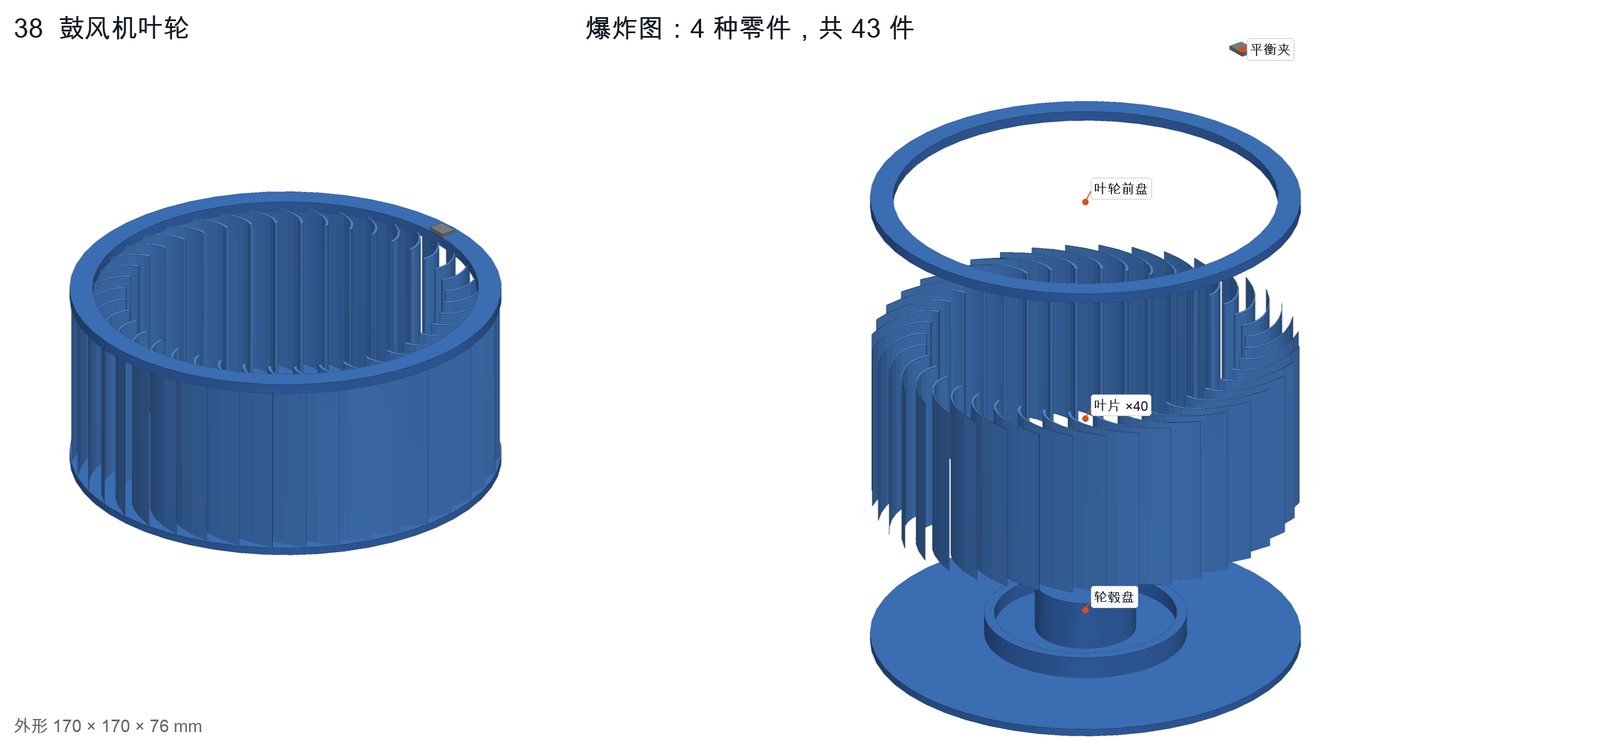 38 鼓风机叶轮
爆炸图：4 种零件，共 43 件
平衡夹
叶轮前盘
叶片 ×40
轮毂盘
外形 170 × 170 × 76 mm